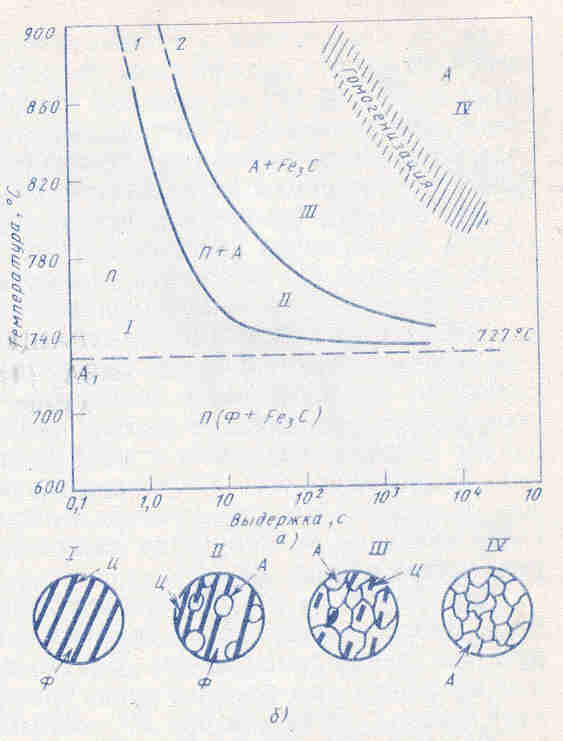 900
860
820
780
740
700
600
Температура, °С
1
2
А
IV
Гомогенизация
А + Fe₃C
III
П + А
II
П
I
727°С
А₁
П (Ф + Fe₃C)
0,1
1,0
10
10²
10³
10⁴
10
Выдержка, с
а)
I
Ц
Ф
II
Ц
А
Ф
III
А
Ц
IV
А
б)